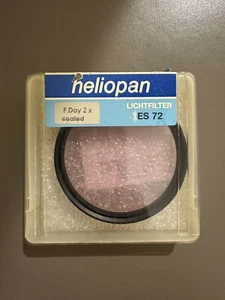 heliopan
F.Day 2 x
coated
LICHTFILTER
ES 72